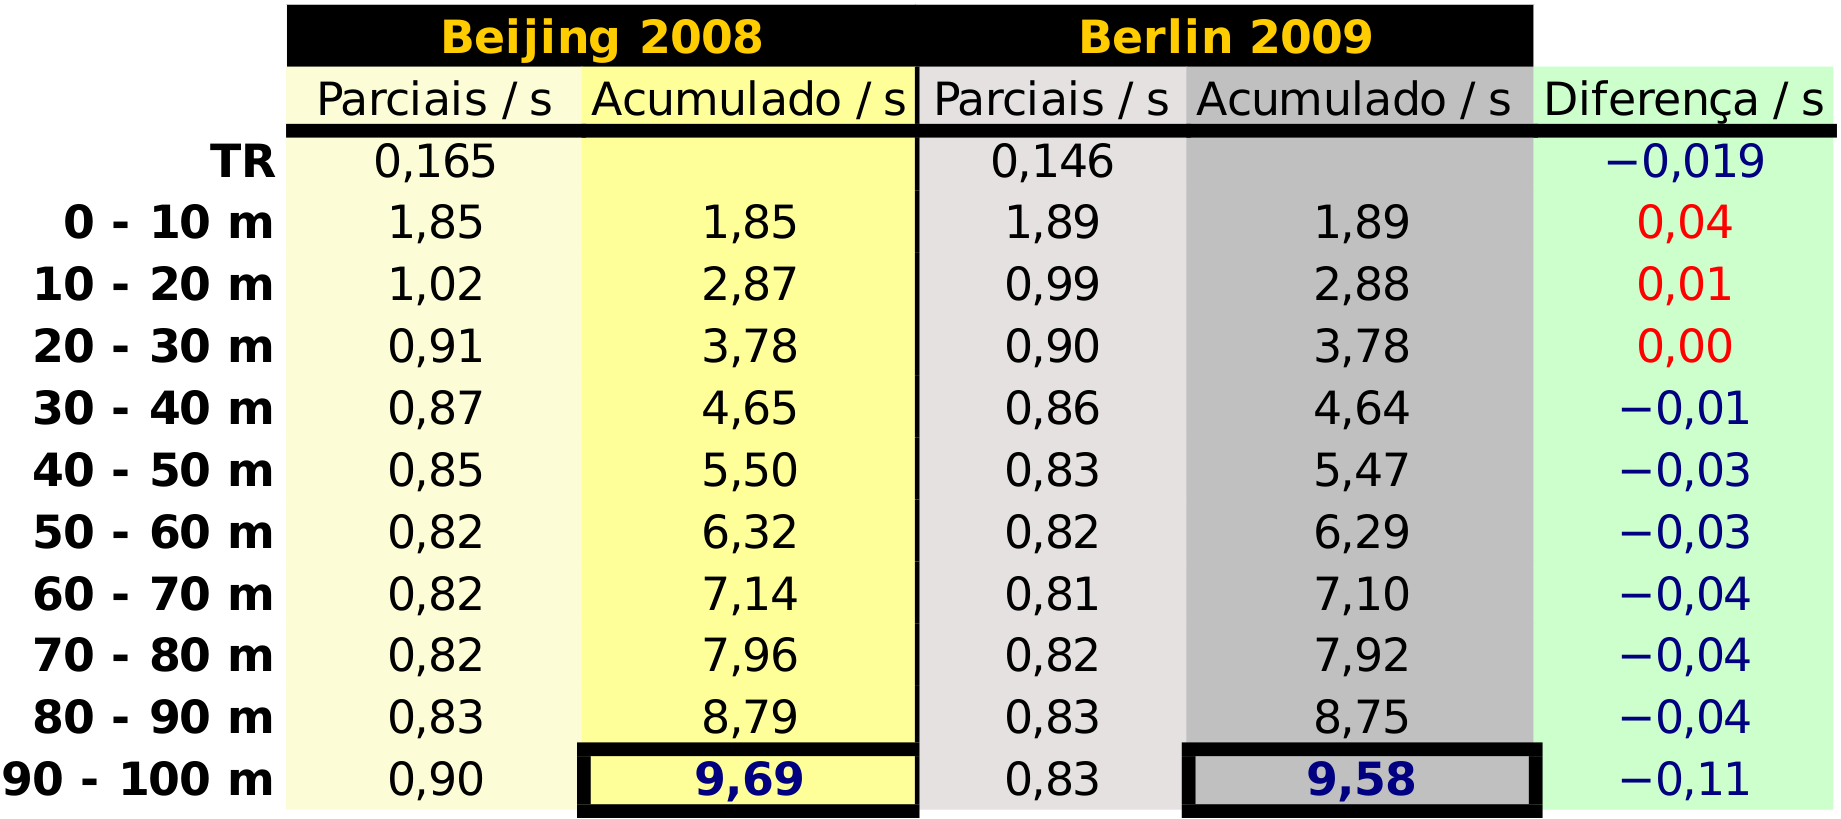 Beijing 2008 Berlin 2009
Parciais / s Acumulado / s Parciais / s Acumulado / s Diferença / s
TR 0,165 0,146 −0,019
0 - 10 m 1,85 1,85 1,89 1,89 0,04
10 - 20 m 1,02 2,87 0,99 2,88 0,01
20 - 30 m 0,91 3,78 0,90 3,78 0,00
30 - 40 m 0,87 4,65 0,86 4,64 −0,01
40 - 50 m 0,85 5,50 0,83 5,47 −0,03
50 - 60 m 0,82 6,32 0,82 6,29 −0,03
60 - 70 m 0,82 7,14 0,81 7,10 −0,04
70 - 80 m 0,82 7,96 0,82 7,92 −0,04
80 - 90 m 0,83 8,79 0,83 8,75 −0,04
90 - 100 m 0,90 9,69 0,83 9,58 −0,11